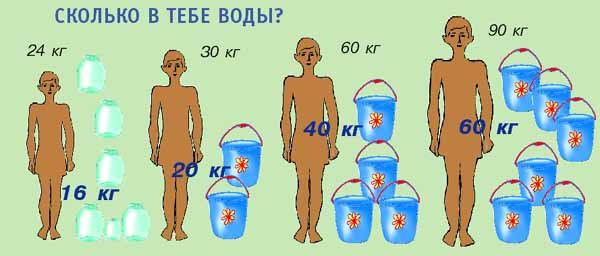 СКОЛЬКО В ТЕБЕ ВОДЫ?
24 кг
30 кг
60 кг
90 кг
16 кг
20 кг
40 кг
60 кг